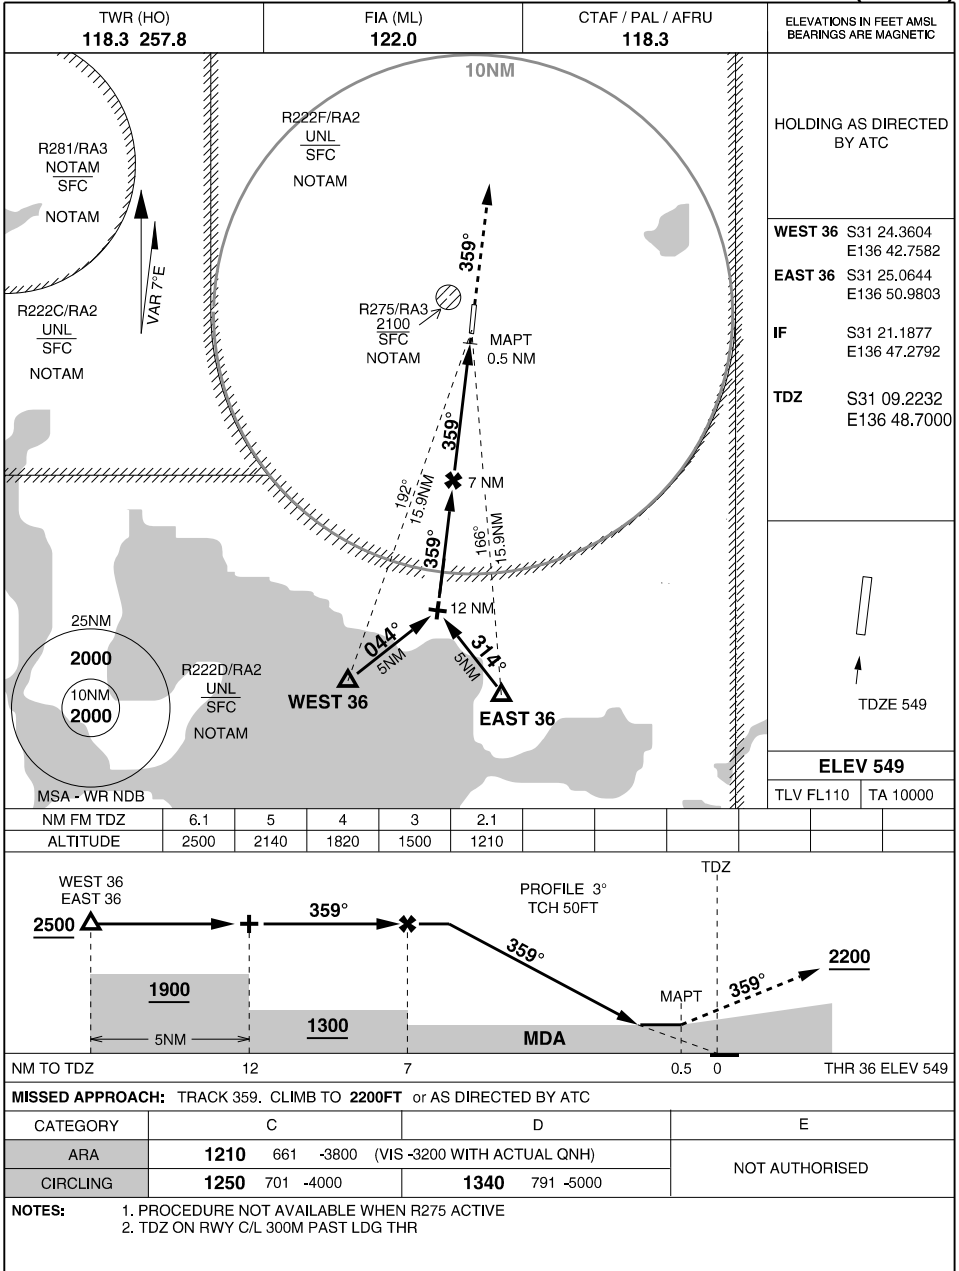 TWR (HO)
118.3 257.8
FIA (ML)
122.0
CTAF / PAL / AFRU
118.3
ELEVATIONS IN FEET AMSL
BEARINGS ARE MAGNETIC
10NM
R281/RA3
NOTAM
SFC
NOTAM
R222F/RA2
UNL
SFC
NOTAM
VAR 7°E
R222C/RA2
UNL
SFC
NOTAM
359°
R275/RA3
2100
SFC
NOTAM
MAPT
0.5 NM
359°
7 NM
192°
15.9NM
166°
15.9NM
359°
12 NM
044°
5NM
314°
5NM
WEST 36
EAST 36
25NM
2000
10NM
2000
MSA - WR NDB
R222D/RA2
UNL
SFC
NOTAM
HOLDING AS DIRECTED
BY ATC
WEST 36 S31 24.3604
E136 42.7582
EAST 36 S31 25.0644
E136 50.9803
IF S31 21.1877
E136 47.2792
TDZ S31 09.2232
E136 48.7000
TDZE 549
ELEV 549
TLV FL110 TA 10000
NM FM TDZ 6.1 5 4 3 2.1
ALTITUDE 2500 2140 1820 1500 1210
WEST 36
EAST 36
2500
359°
PROFILE 3°
TCH 50FT
TDZ
359°
2200
359°
MAPT
1900
1300
MDA
5NM
NM TO TDZ 12 7 0.5 0 THR 36 ELEV 549
MISSED APPROACH: TRACK 359. CLIMB TO 2200FT or AS DIRECTED BY ATC
CATEGORY C D E
ARA 1210 661 -3800 (VIS -3200 WITH ACTUAL QNH)
NOT AUTHORISED
CIRCLING 1250 701 -4000 1340 791 -5000
NOTES: 1. PROCEDURE NOT AVAILABLE WHEN R275 ACTIVE
2. TDZ ON RWY C/L 300M PAST LDG THR